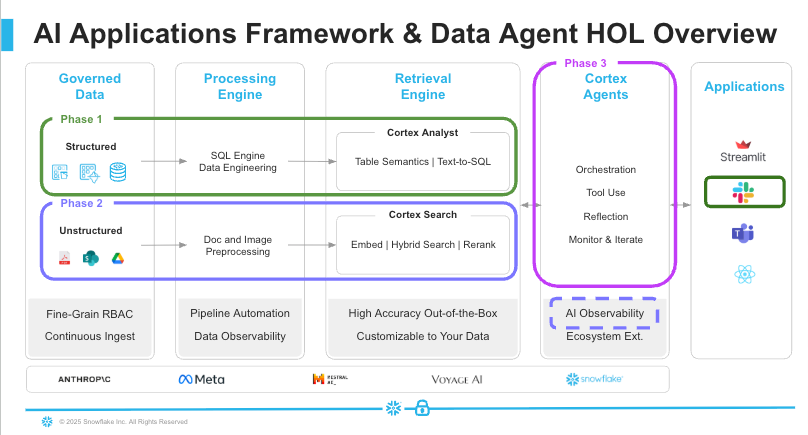 AI Applications Framework & Data Agent HOL Overview
Governed
Data
Processing
Engine
Retrieval
Engine
Phase 3
Cortex
Agents
Applications
Phase 1
Structured
SQL Engine
Data Engineering
Cortex Analyst
Table Semantics | Text-to-SQL
Phase 2
Unstructured
Doc and Image
Preprocessing
Cortex Search
Embed | Hybrid Search | Rerank
Orchestration
Tool Use
Reflection
Monitor & Iterate
Streamlit
Fine-Grain RBAC
Continuous Ingest
Pipeline Automation
Data Observability
High Accuracy Out-of-the-Box
Customizable to Your Data
AI Observability
Ecosystem Ext.
ANTHROP\C
Meta
MISTRAL
AI_
VOYAGE AI
snowflake
© 2025 Snowflake Inc. All Rights Reserved